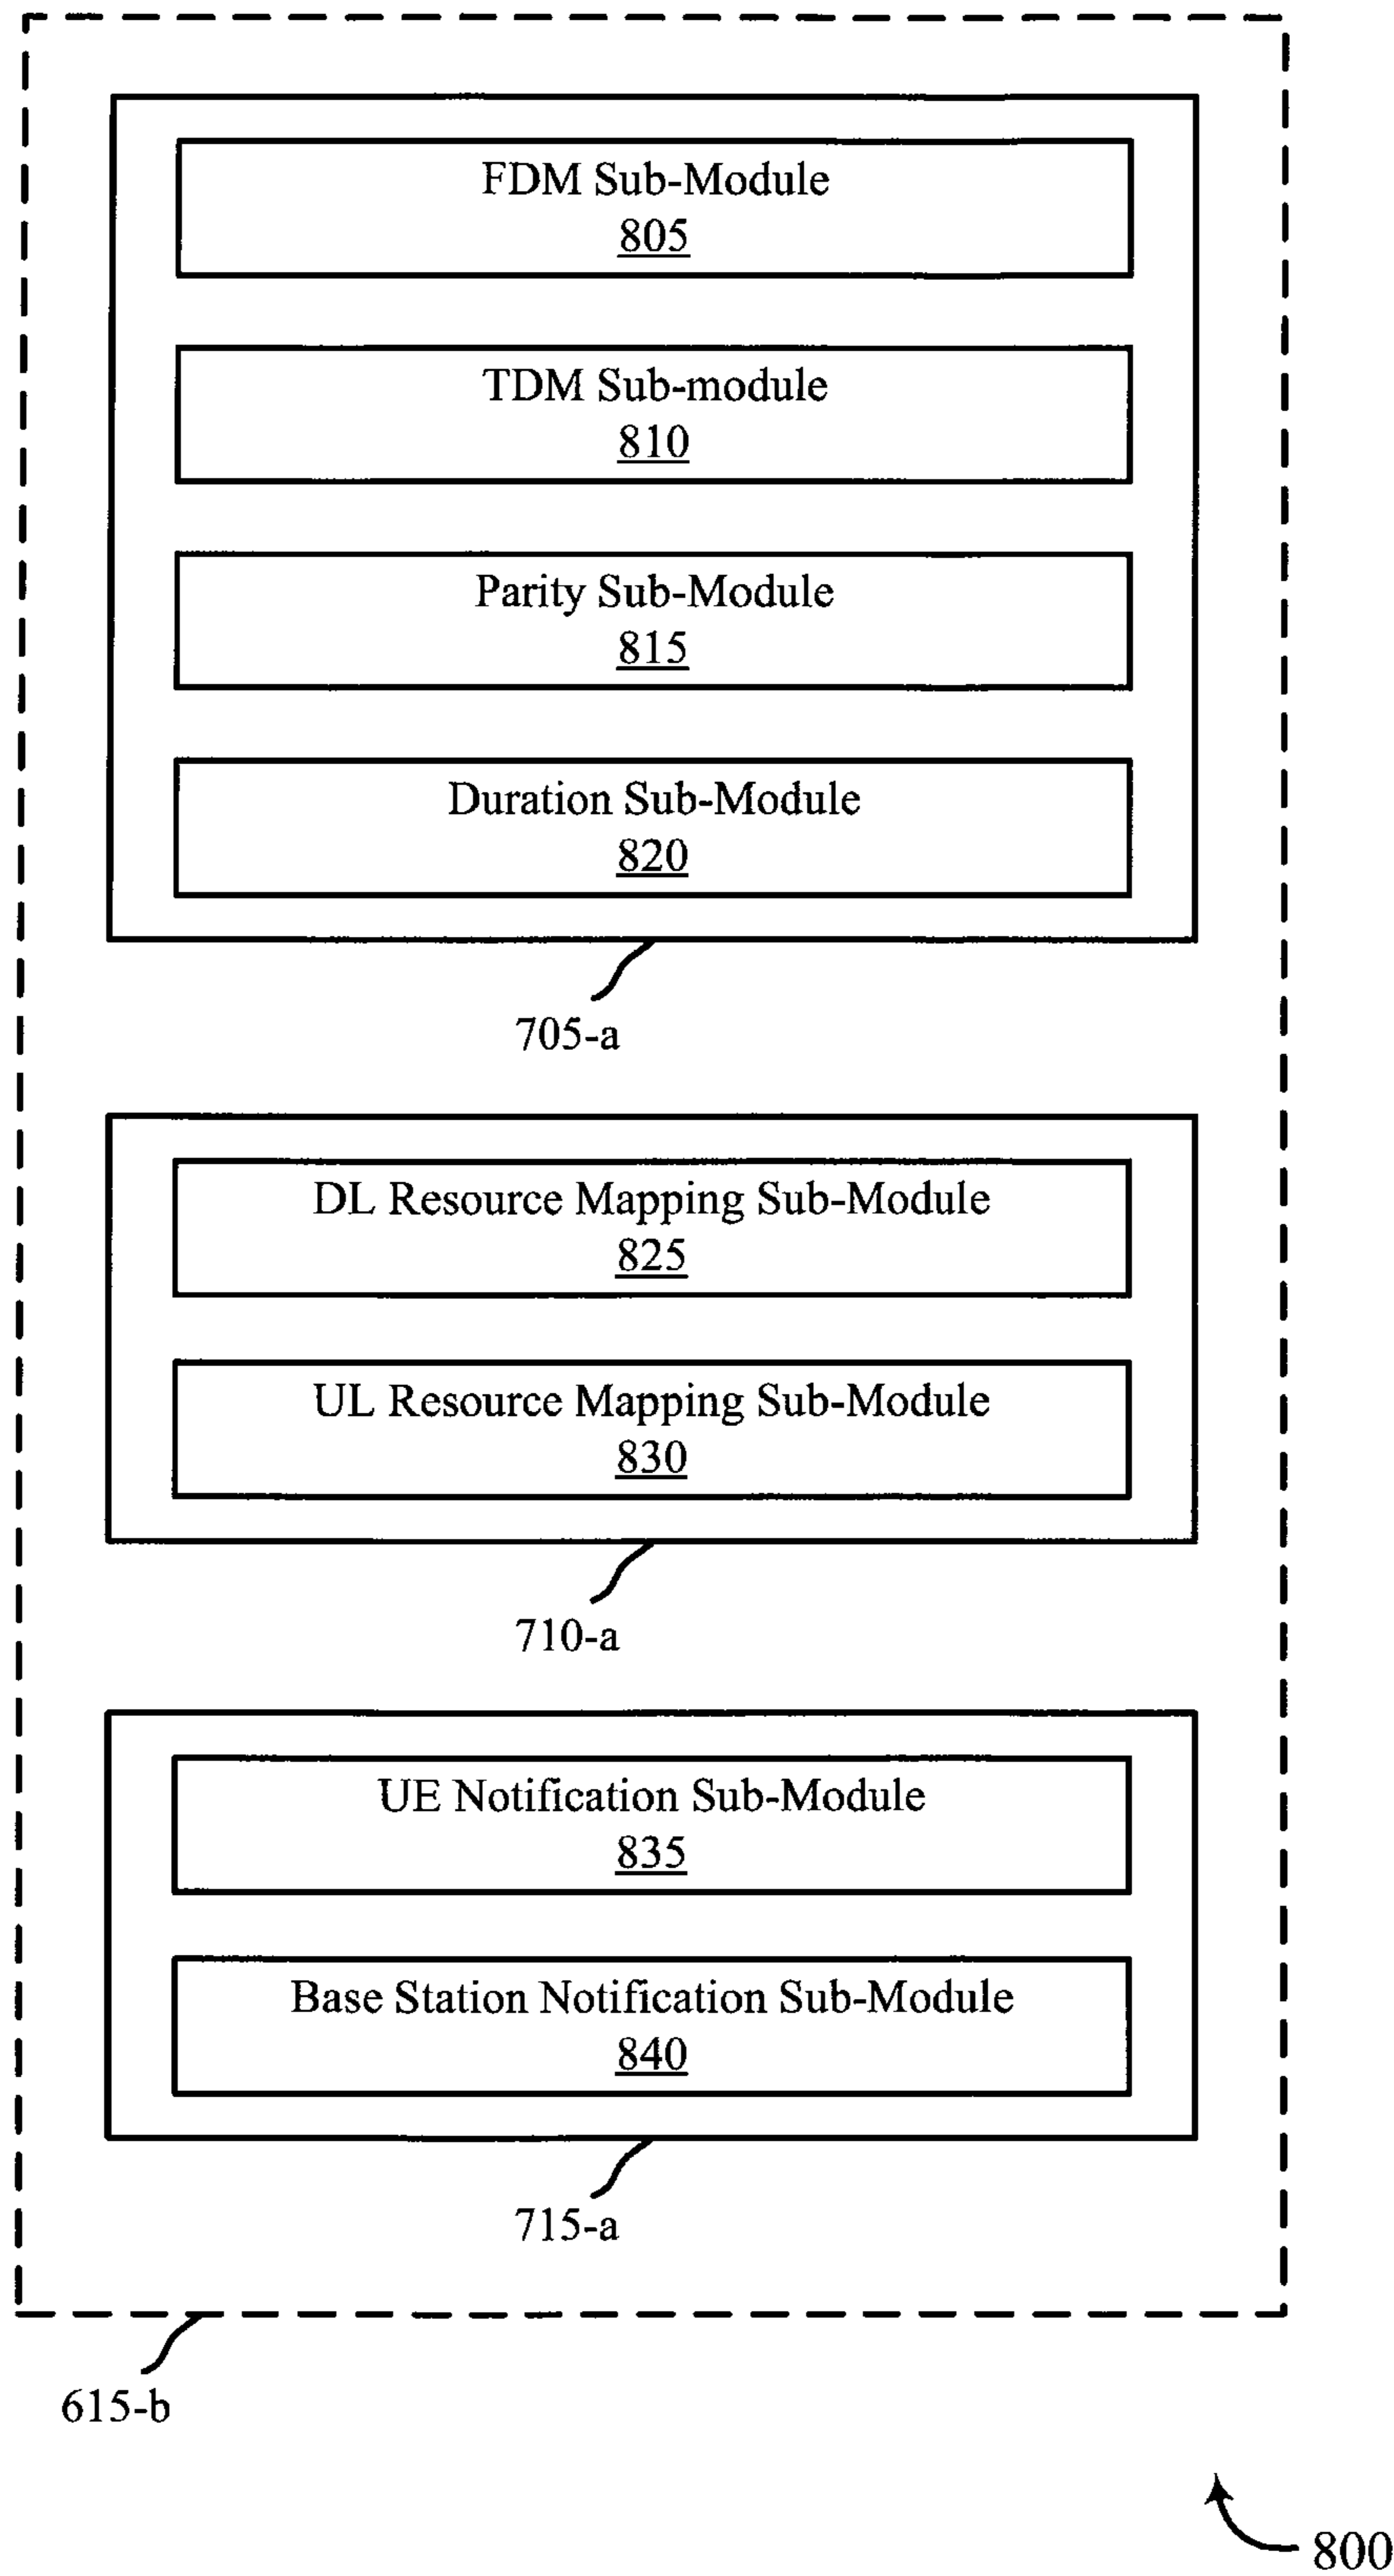 FDM Sub-Module
805
TDM Sub-module
810
Parity Sub-Module
815
Duration Sub-Module
820
705-a
DL Resource Mapping Sub-Module
825
UL Resource Mapping Sub-Module
830
710-a
UE Notification Sub-Module
835
Base Station Notification Sub-Module
840
715-a
615-b
800